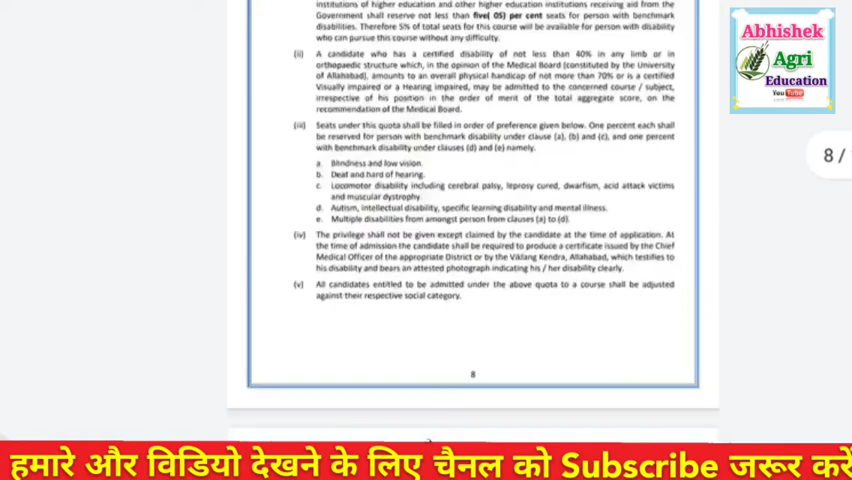 institutions of higher education and other higher education institutions receiving aid from the
Government shall reserve not less than five( 05) per cent seats for person with benchmark
disabilities. Therefore 5% of total seats for this course will be available for person with disability
who can pursue this course without any difficulty.
(ii) A candidate who has a certified disability of not less than 40% in any limb or in
orthopaedic structure which, in the opinion of the Medical Board (constituted by the University
of Allahabad), amounts to an overall physical handicap of not more than 70% or is a certified
Visually impaired or a Hearing impaired, may be admitted to the concerned course / subject,
irrespective of his position in the order of merit of the total aggregate score, on the
recommendation of the Medical Board.
(iii) Seats under this quota shall be filled in order of preference given below. One percent each shall
be reserved for person with benchmark disability under clause (a), (b) and (c), and one percent
with benchmark disability under clauses (d) and (e) namely.
a. Blindness and low vision.
b. Deaf and hard of hearing.
c. Locomotor disability including cerebral palsy, leprosy cured, dwarfism, acid attack victims
and muscular dystrophy.
d. Autism, intellectual disability, specific learning disability and mental illness.
e. Multiple disabilities from amongst person from clauses (a) to (d).
(iv) The privilege shall not be given except claimed by the candidate at the time of application. At
the time of admission the candidate shall be required to produce a certificate issued by the Chief
Medical Officer of the appropriate District or by the Viklang Kendra, Allahabad, which testifies to
his disability and bears an attested photograph indicating his / her disability clearly.
(v) All candidates entitled to be admitted under the above quota to a course shall be adjusted
against their respective social category.
8
Abhishek
Agri
Education
You Tube
8 /
हमारे और विडियो देखने के लिए चैनल को Subscribe जरूर करें